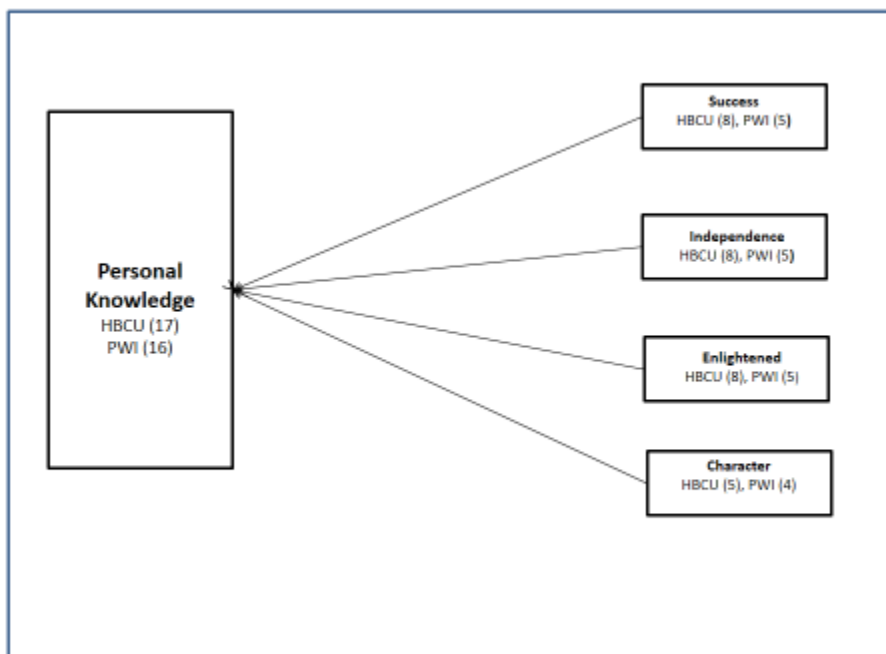 Personal
Knowledge
HBCU (17)
PWI (16)
Success
HBCU (8), PWI (5)
Independence
HBCU (8), PWI (5)
Enlightened
HBCU (8), PWI (5)
Character
HBCU (5), PWI (4)